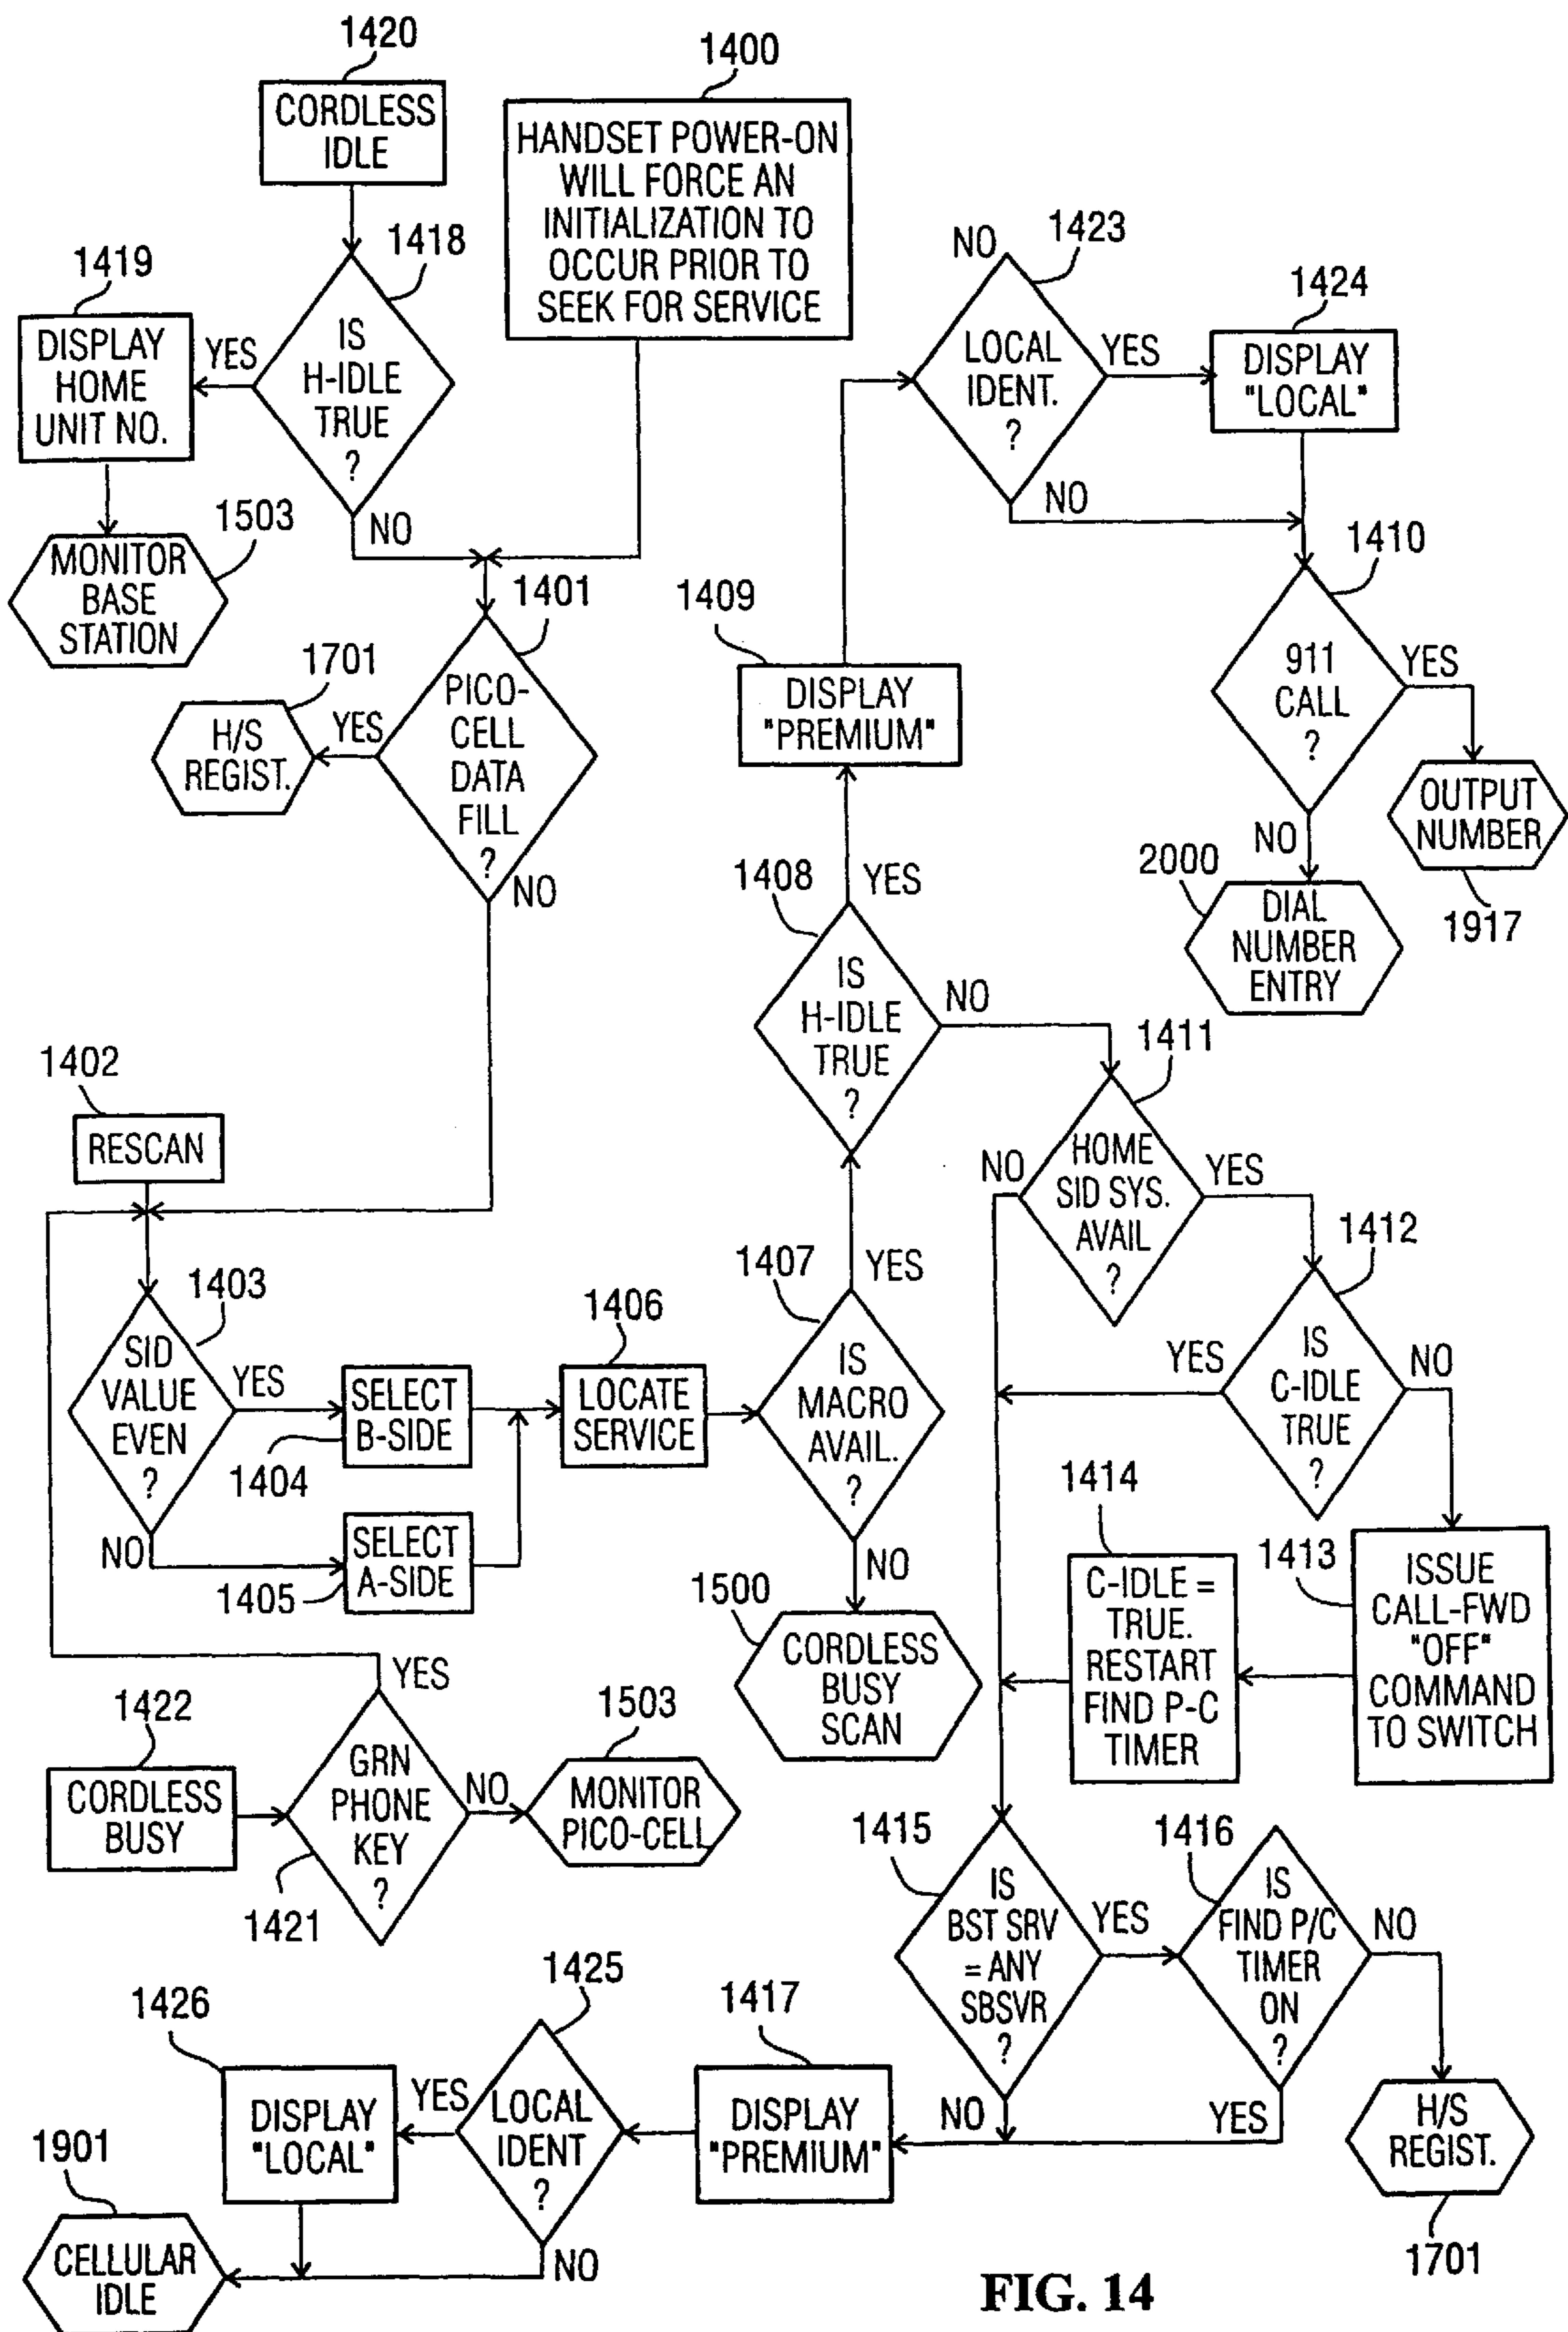 1420
CORDLESS
IDLE
1400
HANDSET POWER-ON
WILL FORCE AN
INITIALIZATION TO
OCCUR PRIOR TO
SEEK FOR SERVICE
1418
IS
H-IDLE
TRUE
?
YES
NO
1419
DISPLAY
HOME
UNIT NO.
1503
MONITOR
BASE
STATION
1401
PICO-
CELL
DATA
FILL
?
YES
NO
1701
H/S
REGIST.
1423
NO
LOCAL
IDENT.
?
YES
NO
1424
DISPLAY
"LOCAL"
1410
911
CALL
?
YES
NO
OUTPUT
NUMBER
1917
2000
DIAL
NUMBER
ENTRY
1409
DISPLAY
"PREMIUM"
1408
YES
IS
H-IDLE
TRUE
?
NO
1402
RESCAN
1403
SID
VALUE
EVEN
?
YES
NO
SELECT
B-SIDE
1404
SELECT
A-SIDE
1405
1406
LOCATE
SERVICE
1407
YES
IS
MACRO
AVAIL.
?
NO
1500
CORDLESS
BUSY
SCAN
1411
HOME
SID SYS.
AVAIL
?
NO
YES
1412
IS
C-IDLE
TRUE
?
YES
NO
1413
ISSUE
CALL-FWD
"OFF"
COMMAND
TO SWITCH
1414
C-IDLE =
TRUE.
RESTART
FIND P-C
TIMER
1422
CORDLESS
BUSY
YES
GRN
PHONE
KEY
?
1421
NO
1503
MONITOR
PICO-CELL
1415
IS
BST SRV
= ANY
SBSVR
?
YES
NO
1416
IS
FIND P/C
TIMER
ON
?
NO
YES
H/S
REGIST.
1701
1417
DISPLAY
"PREMIUM"
1425
LOCAL
IDENT
?
YES
NO
1426
DISPLAY
"LOCAL"
1901
CELLULAR
IDLE
FIG. 14